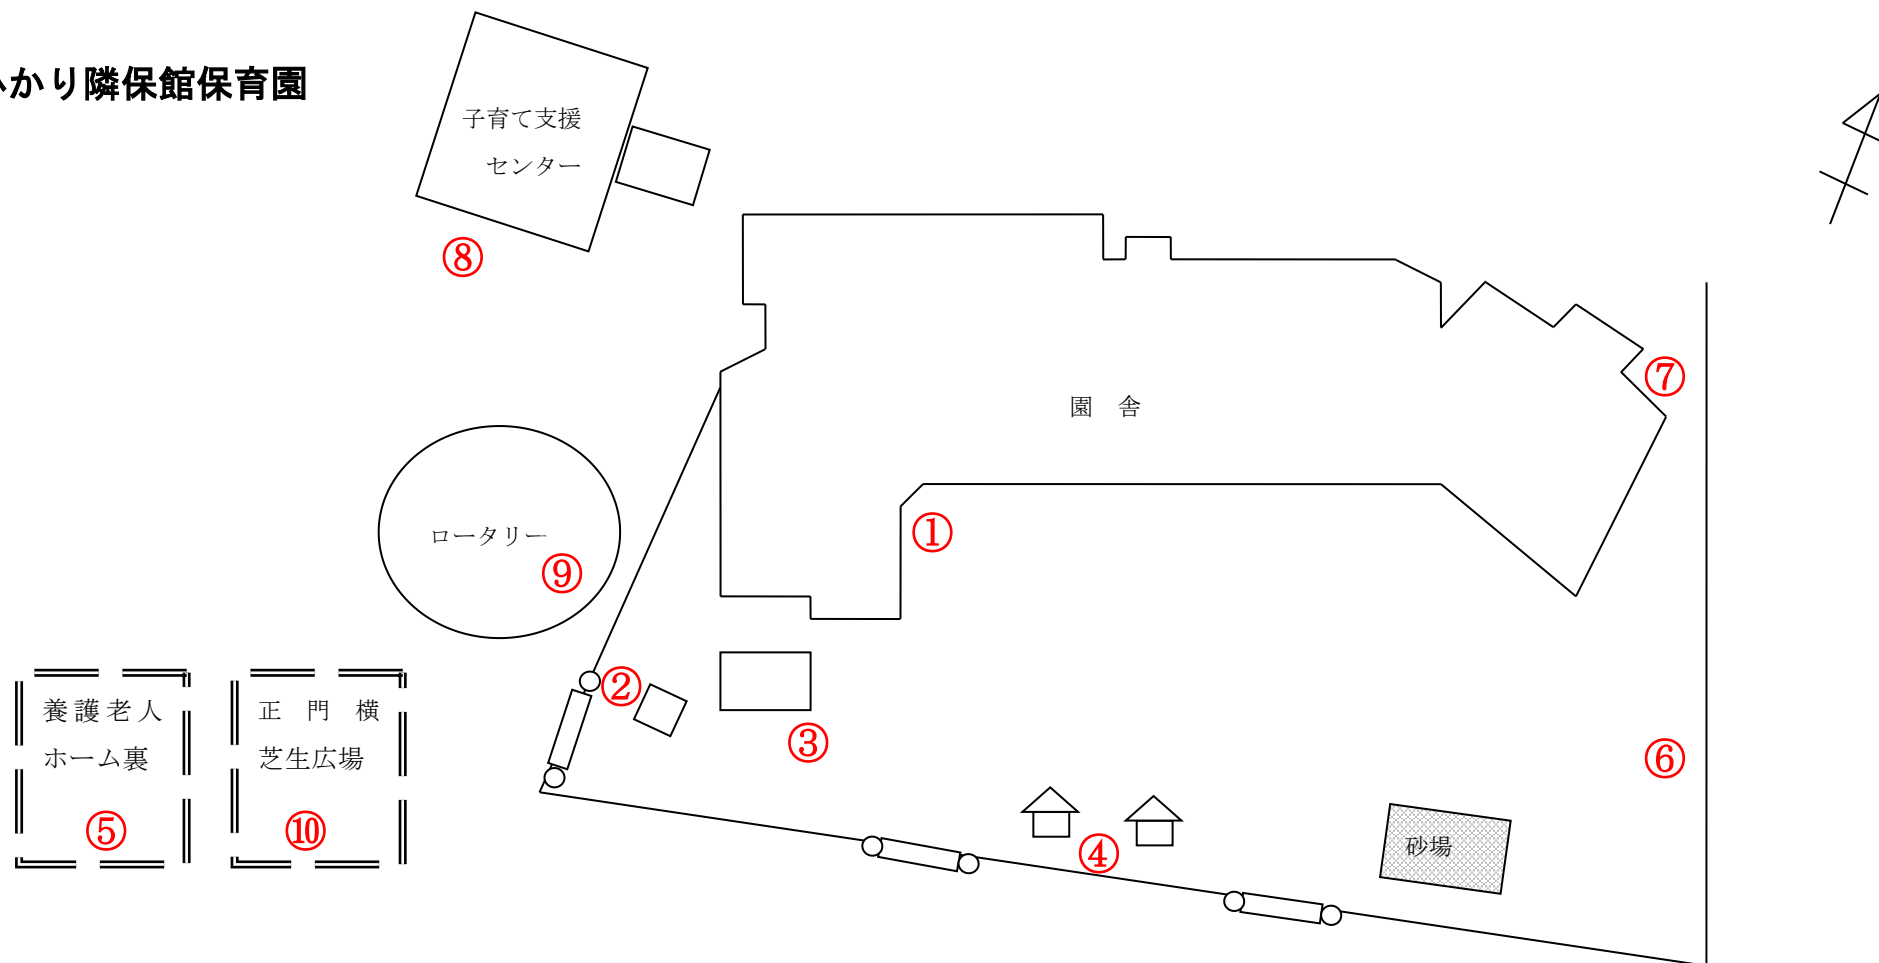 かり隣保館保育園
子育て支援
センター
⑧
⑦
園 舎
①
ロータリー
⑨
②
③
養護老人
ホーム裏
⑤
正 門 横
芝生広場
⑩
⑥
④
砂場